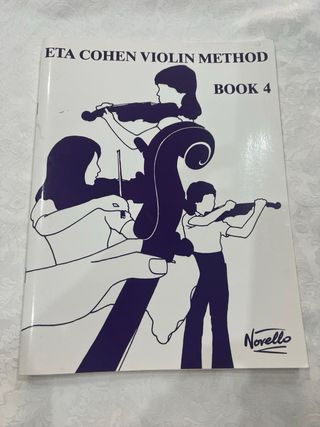 ETA COHEN VIOLIN METHOD
BOOK 4
Novello